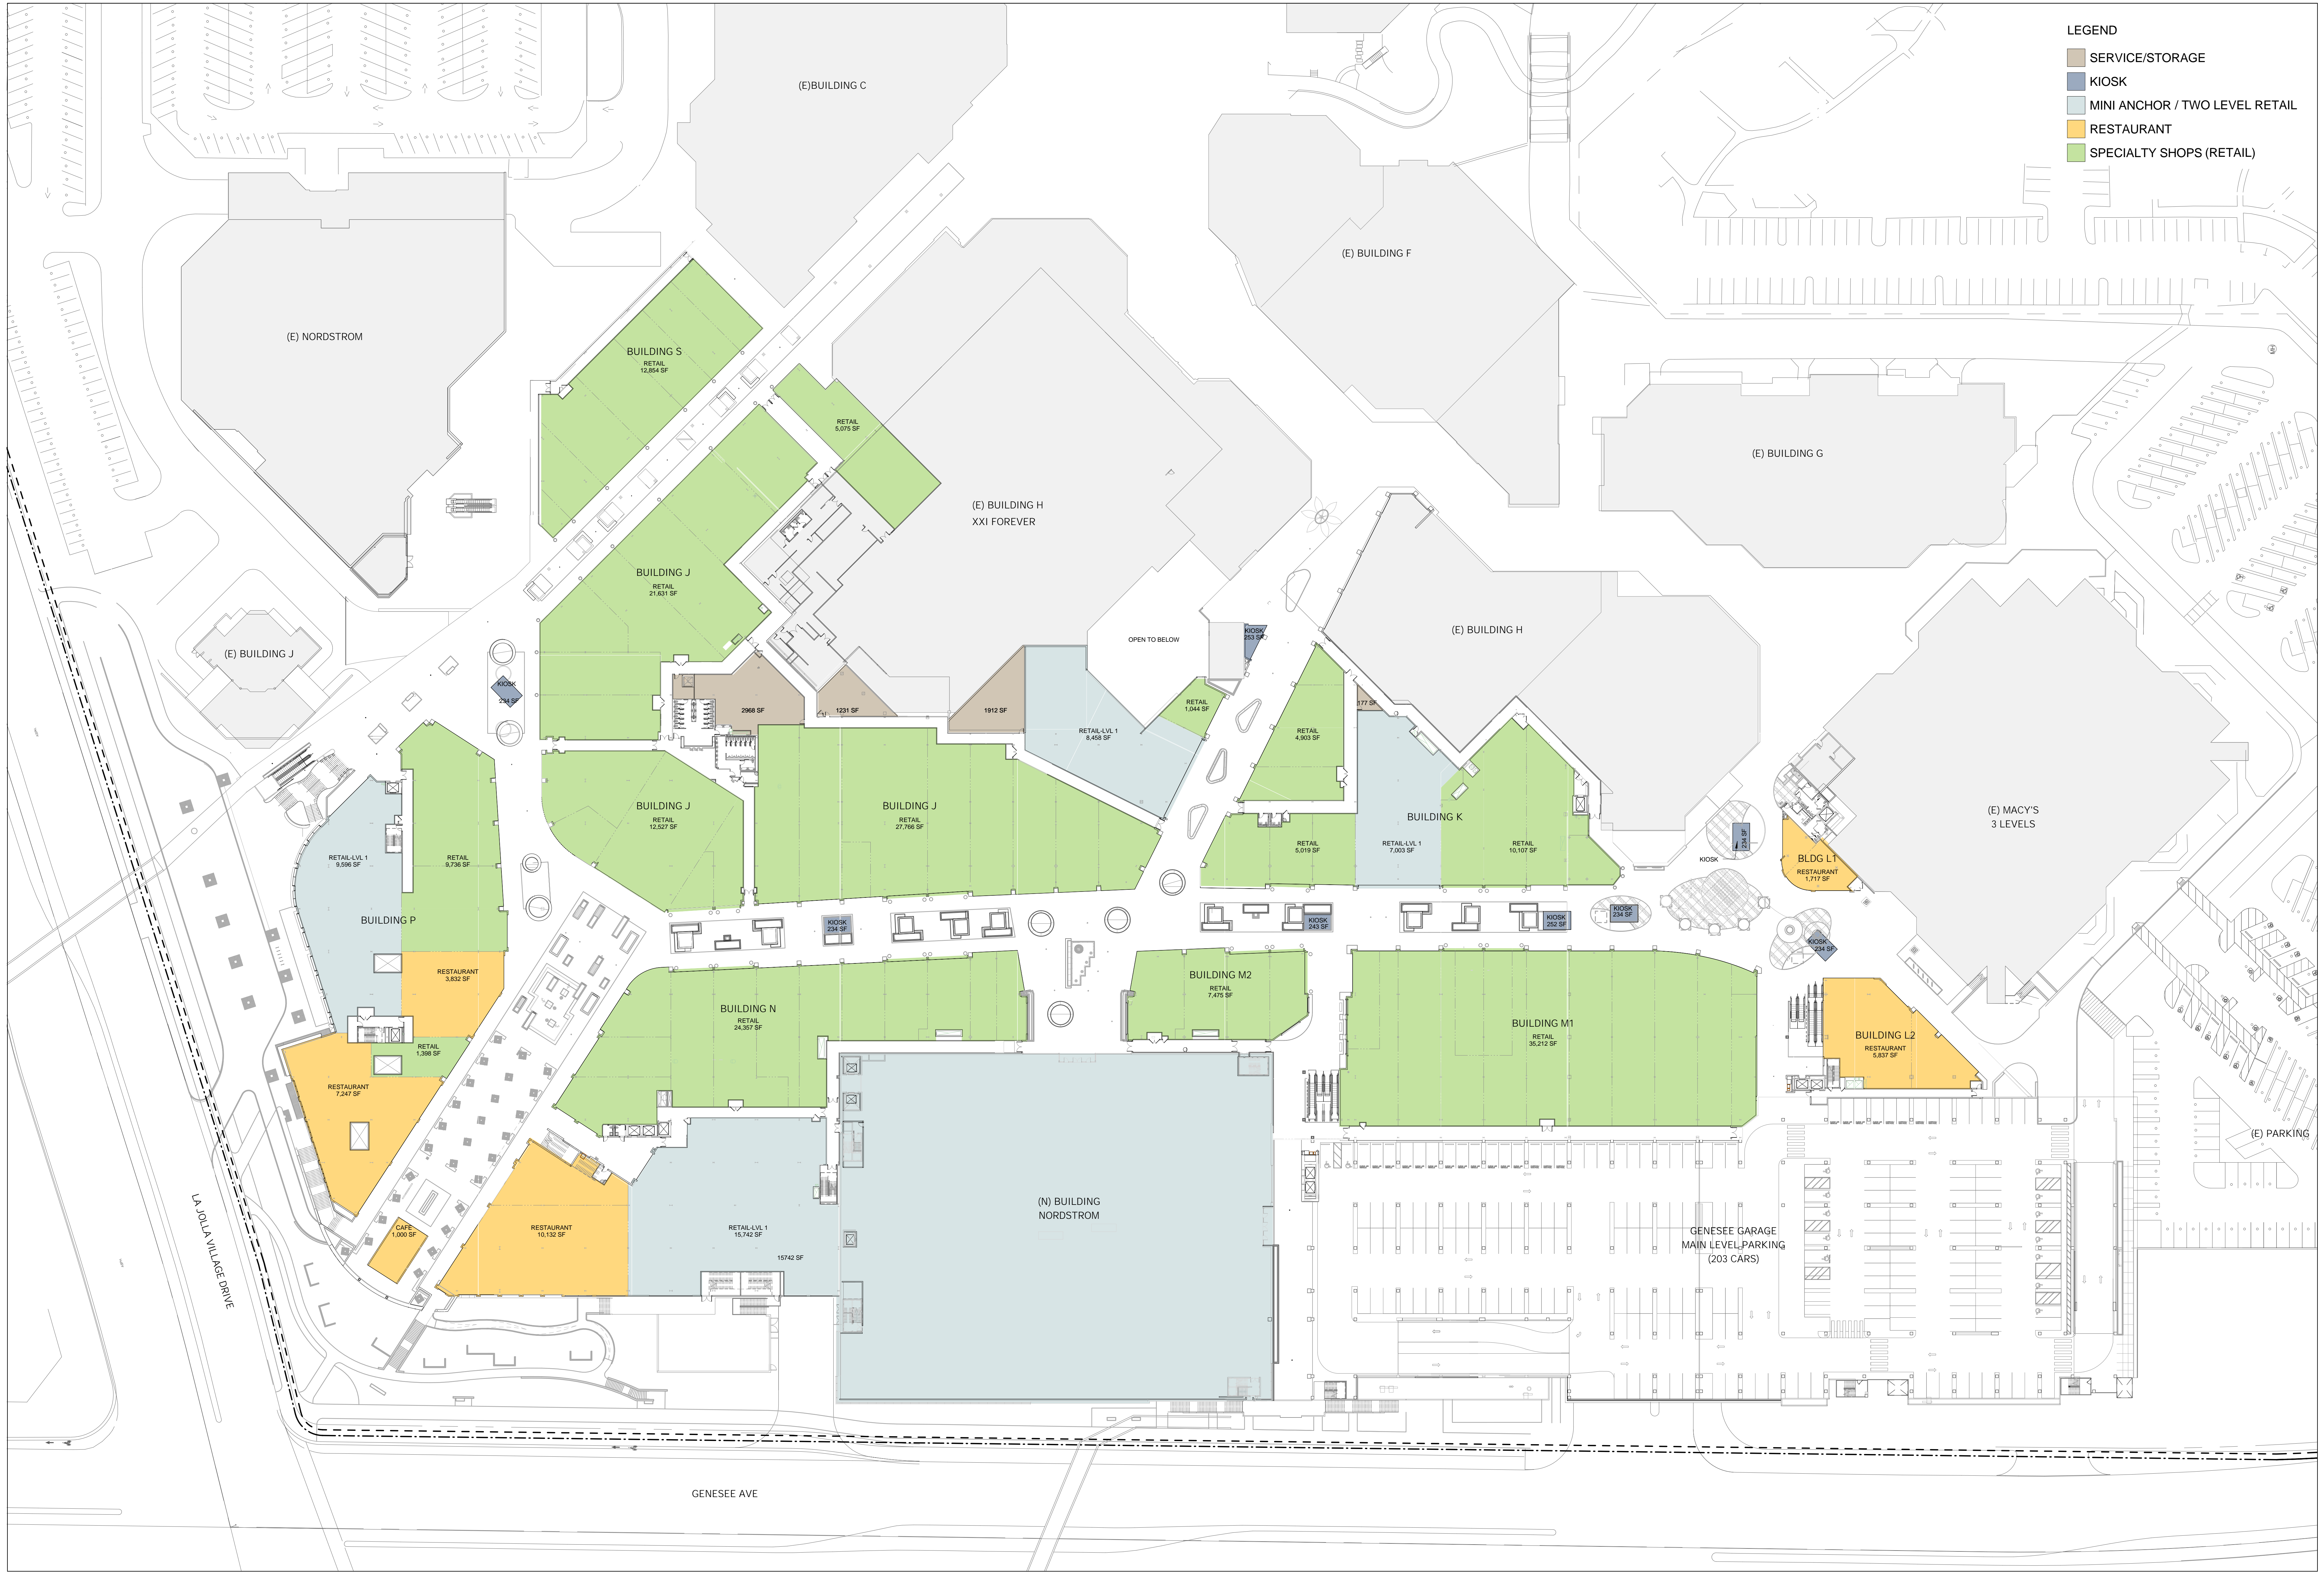 LEGEND
SERVICE/STORAGE
KIOSK
MINI ANCHOR / TWO LEVEL RETAIL
RESTAURANT
SPECIALTY SHOPS (RETAIL)
(E)BUILDING C
(E) BUILDING F
(E) NORDSTROM
BUILDING S
RETAIL
12,854 SF
RETAIL
5,075 SF
(E) BUILDING G
(E) BUILDING H
XXI FOREVER
BUILDING J
RETAIL
21,631 SF
(E) BUILDING J
OPEN TO BELOW
KIOSK
253 SF
(E) BUILDING H
KIOSK
234 SF
2968 SF
1231 SF
1912 SF
RETAIL
1,044 SF
177 SF
RETAIL-LVL 1
8,458 SF
RETAIL
4,903 SF
BUILDING J
RETAIL
12,527 SF
BUILDING J
RETAIL
27,766 SF
BUILDING K
RETAIL
5,019 SF
RETAIL-LVL 1
7,003 SF
RETAIL
10,107 SF
234 SF
KIOSK
BLDG L1
RESTAURANT
1,717 SF
(E) MACY'S
3 LEVELS
RETAIL-LVL 1
9,596 SF
RETAIL
9,736 SF
BUILDING P
KIOSK
234 SF
KIOSK
243 SF
KIOSK
252 SF
KIOSK
234 SF
KIOSK
234 SF
RESTAURANT
3,832 SF
BUILDING N
RETAIL
24,357 SF
BUILDING M2
RETAIL
7,475 SF
BUILDING M1
RETAIL
35,212 SF
BUILDING L2
RESTAURANT
5,837 SF
RETAIL
1,398 SF
RESTAURANT
7,247 SF
(E) PARKING
CAFE
1,000 SF
RESTAURANT
10,132 SF
RETAIL-LVL 1
15,742 SF
15742 SF
(N) BUILDING
NORDSTROM
GENESEE GARAGE
MAIN LEVEL PARKING
(203 CARS)
LA JOLLA VILLAGE DRIVE
GENESEE AVE